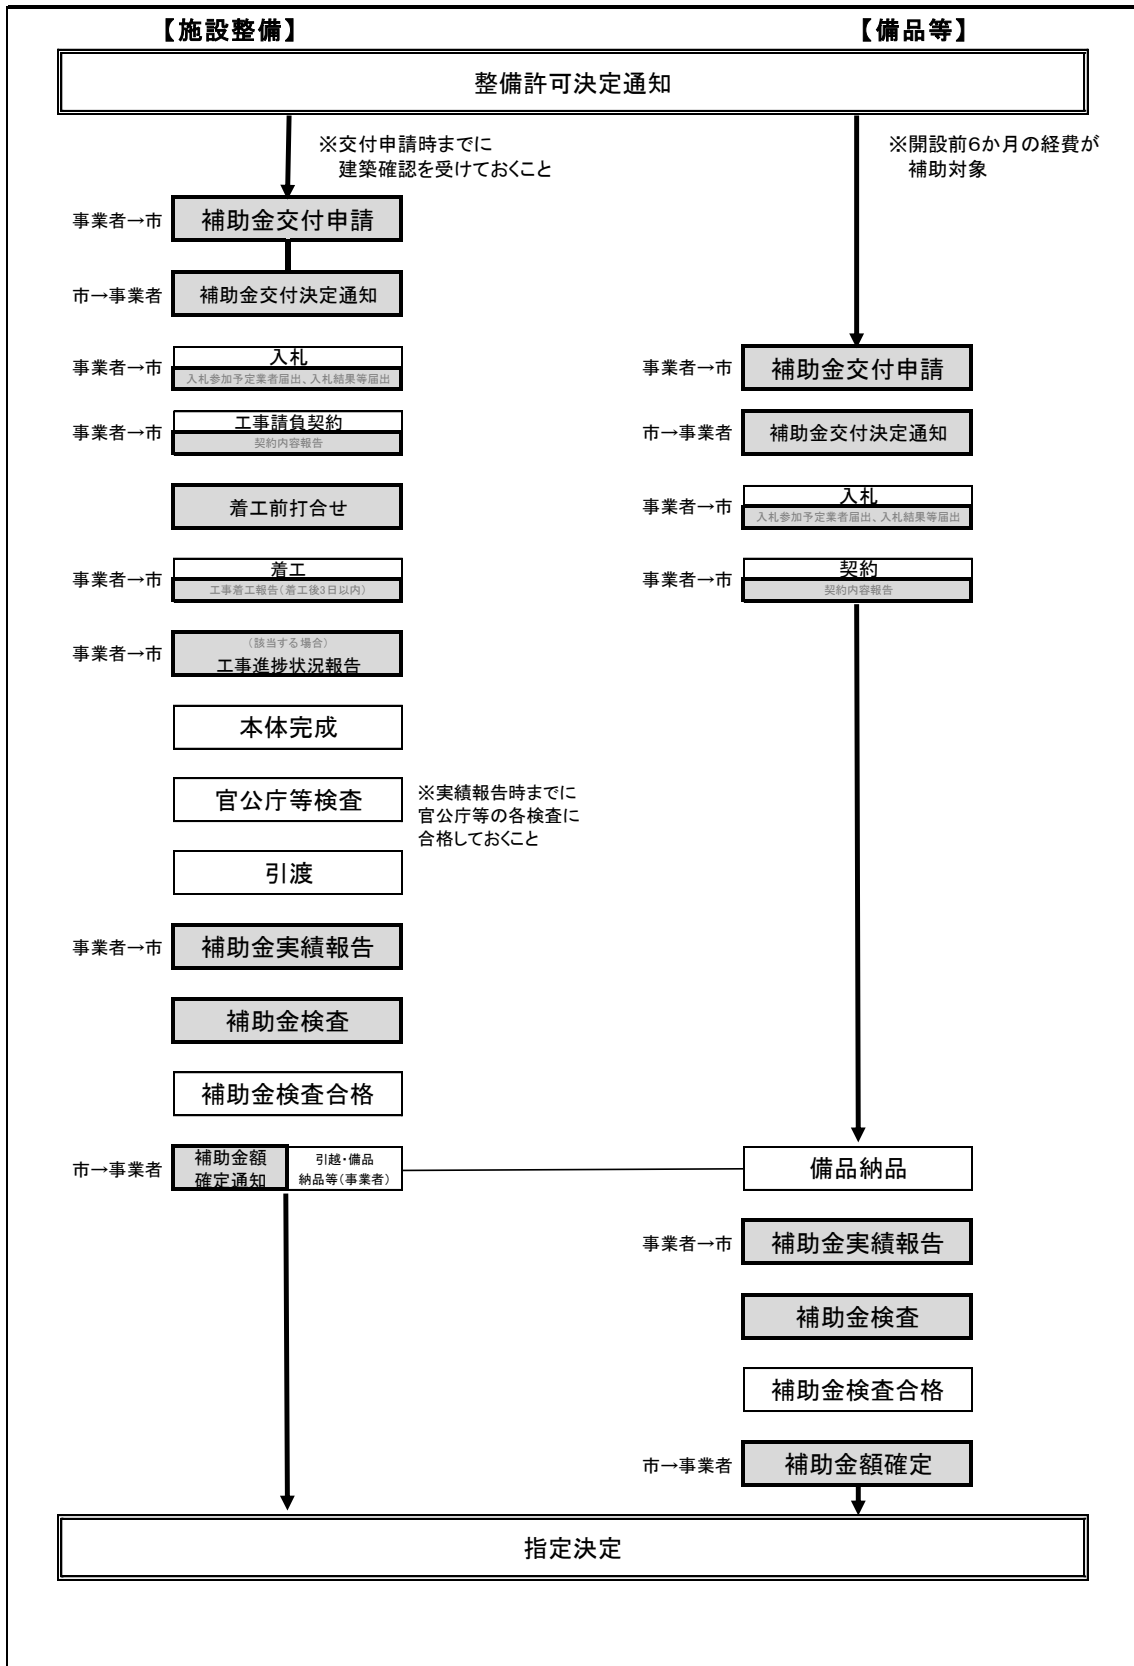 【施設整備】
【備品等】
整備許可決定通知
※交付申請時までに
建築確認を受けておくこと
※開設前6か月の経費が
補助対象
事業者→市
補助金交付申請
市→事業者
補助金交付決定通知
事業者→市
入札
入札参加予定業者届出、入札結果等届出
事業者→市
補助金交付申請
事業者→市
工事請負契約
契約内容報告
市→事業者
補助金交付決定通知
着工前打合せ
事業者→市
入札
入札参加予定業者届出、入札結果等届出
事業者→市
着工
工事着工報告(着工後3日以内)
事業者→市
契約
契約内容報告
事業者→市
(該当する場合)
工事進捗状況報告
本体完成
官公庁等検査
※実績報告時までに
官公庁等の各検査に
合格しておくこと
引渡
事業者→市
補助金実績報告
補助金検査
補助金検査合格
市→事業者
補助金額
確定通知
引越・備品
納品等(事業者)
備品納品
事業者→市
補助金実績報告
補助金検査
補助金検査合格
市→事業者
補助金額確定
指定決定